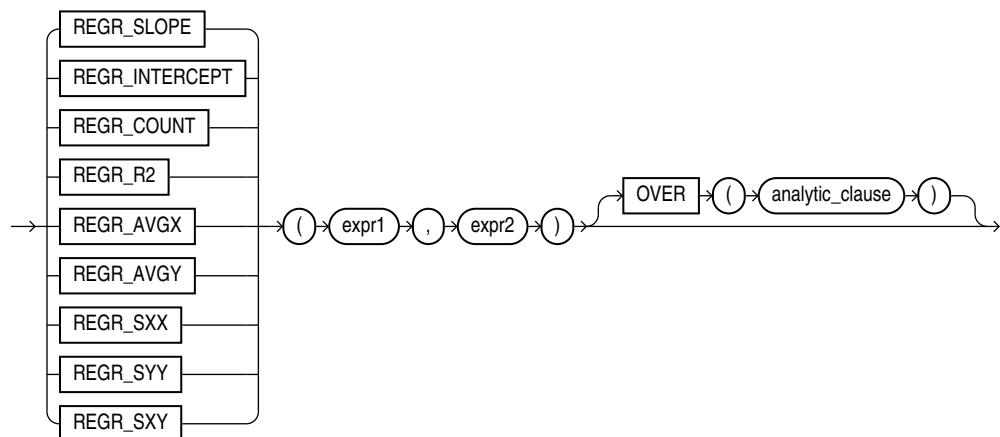 REGR_SLOPE
REGR_INTERCEPT
REGR_COUNT
REGR_R2
OVER ( analytic_clause )
REGR_AVGX ( expr1 , expr2 )
REGR_AVGY
REGR_SXX
REGR_SYY
REGR_SXY